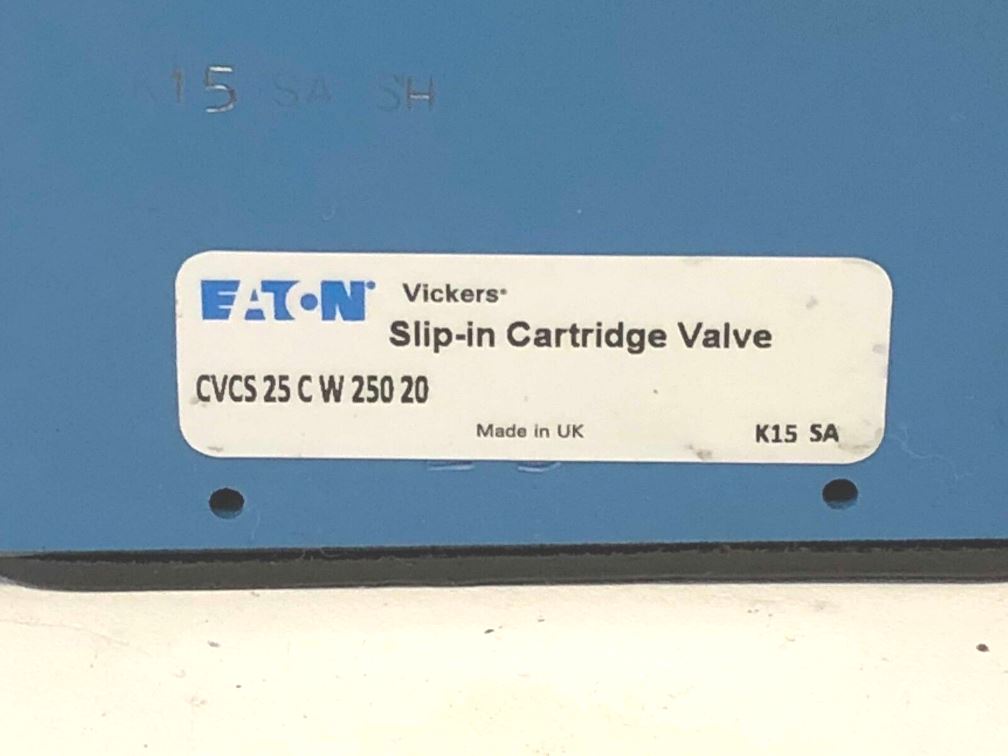 K15 SA SH
EATON Vickers
Slip-in Cartridge Valve
CVCS 25 C W 250 20
Made in UK K15 SA